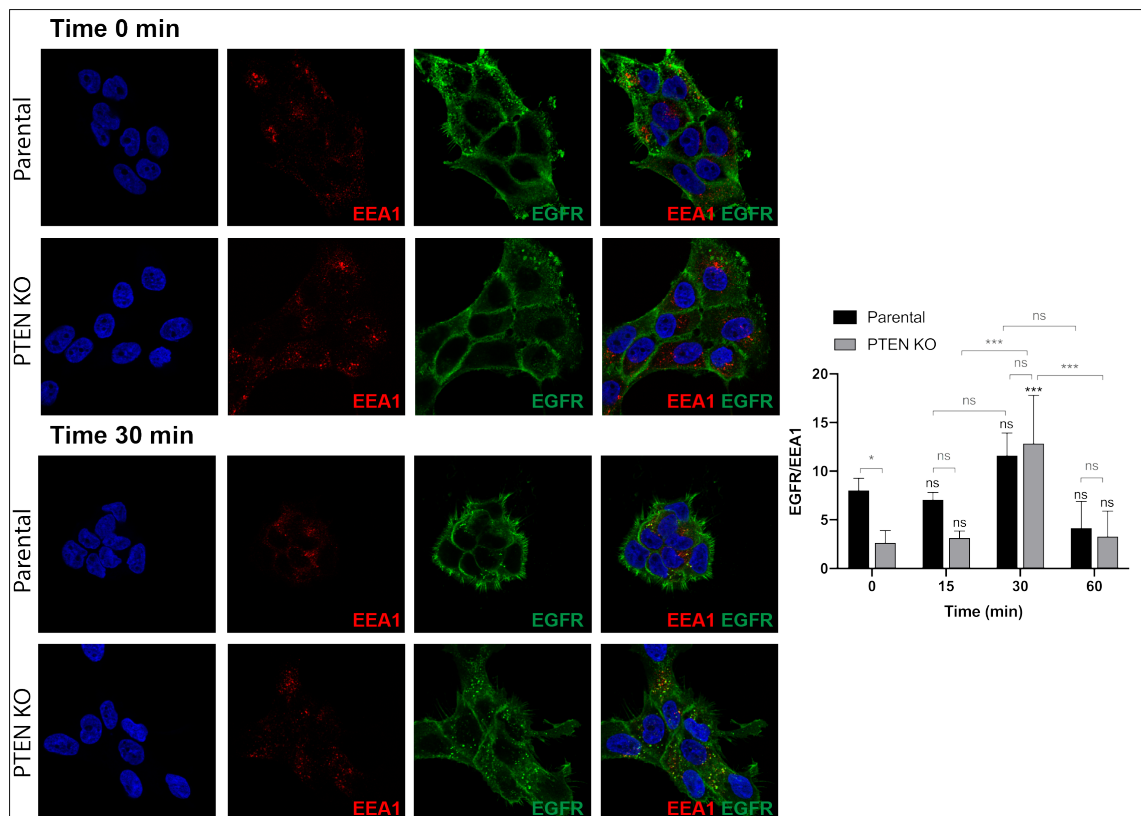 Time 0 min
Parental
EEA1
EGFR
EEA1 EGFR
PTEN KO
EEA1
EGFR
EEA1 EGFR
Time 30 min
Parental
EEA1
EGFR
EEA1 EGFR
PTEN KO
EEA1
EGFR
EEA1 EGFR
Parental
PTEN KO
ns
***
ns
***
***
ns
ns
*
ns
ns
ns
ns
ns
ns
EGFR/EEA1
20
15
10
5
0
0
15
30
60
Time (min)